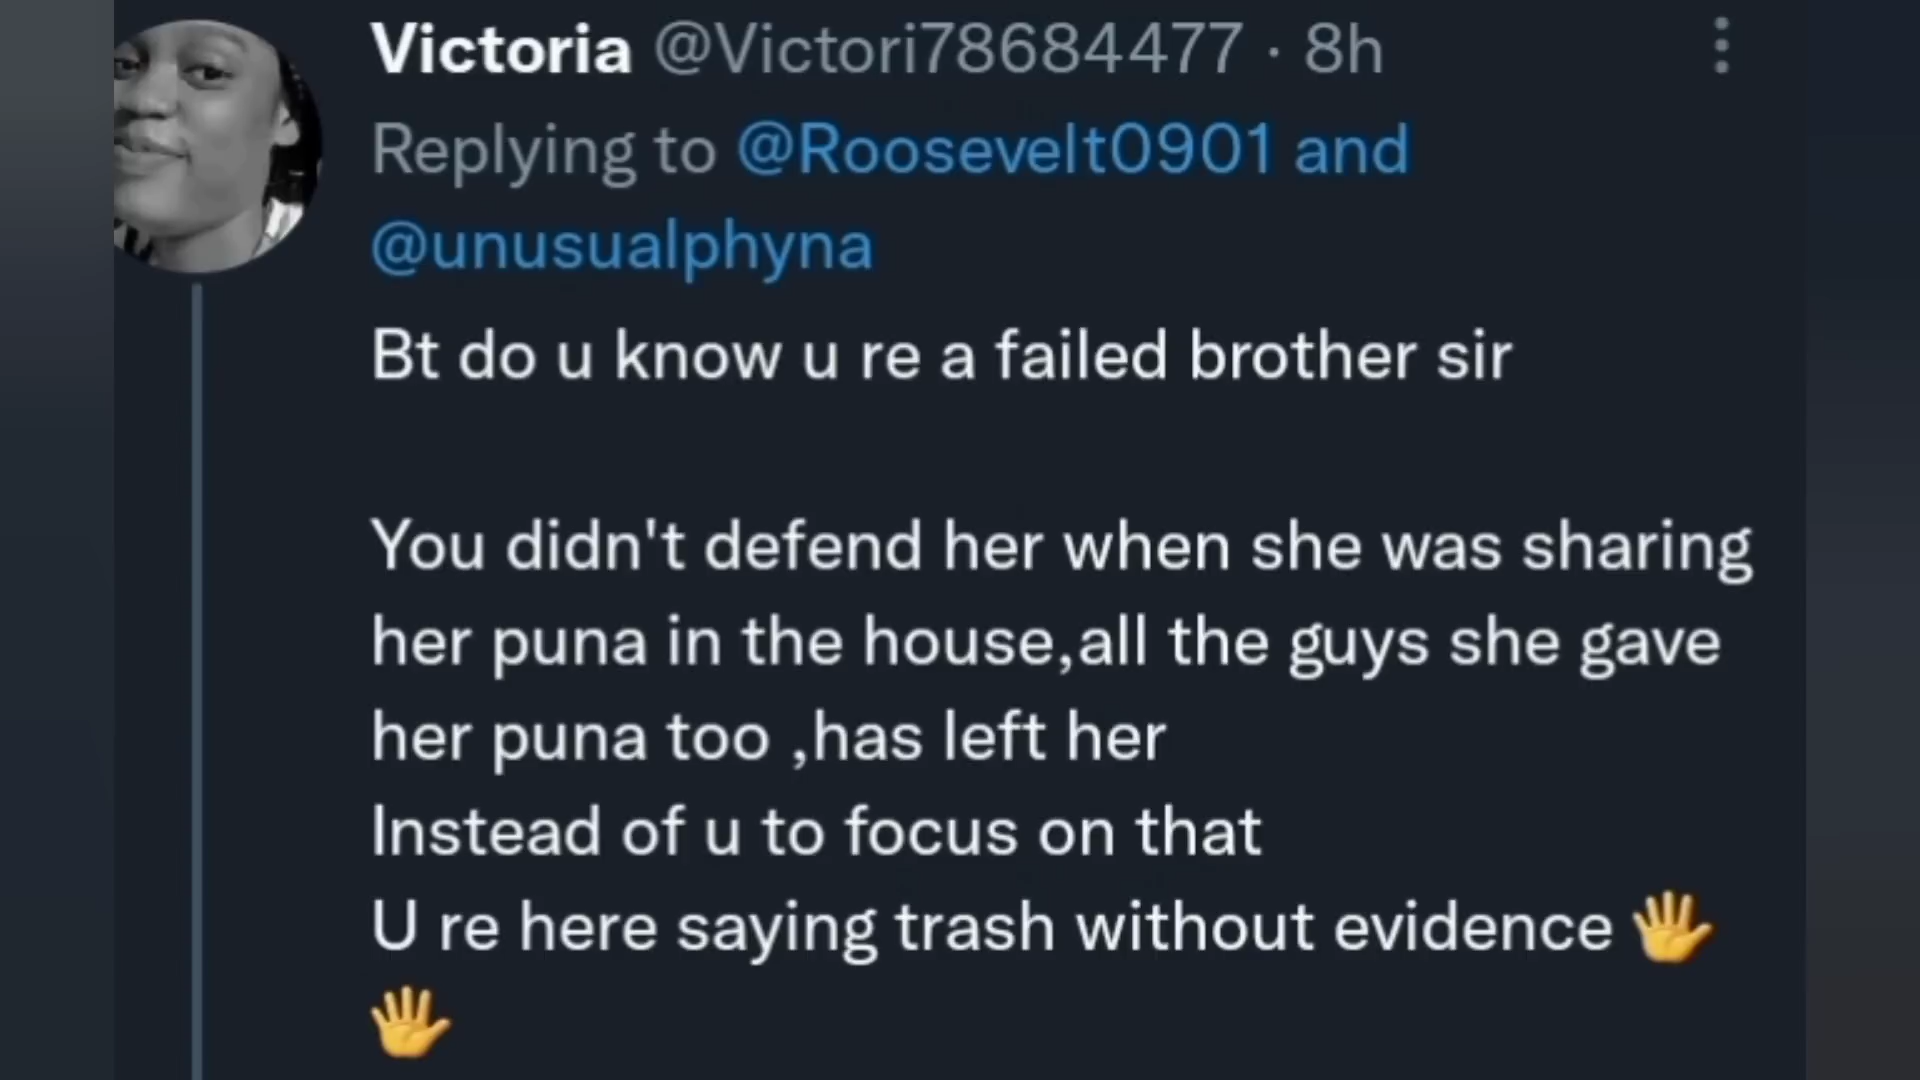 Victoria @Victori78684477 · 8h
Replying to @Roosevelt0901 and
@unusualphyna
Bt do u know u re a failed brother sir
You didn't defend her when she was sharing
her puna in the house,all the guys she gave
her puna too ,has left her
Instead of u to focus on that
U re here saying trash without evidence 🖐
🖐